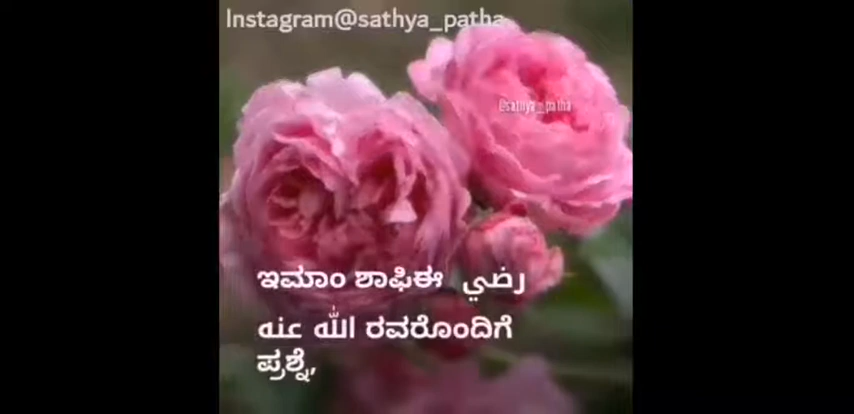 Instagram@sathya_patha
@sathya_patha
ಇಮಾಂ ಶಾಫಿಈ رضي
الله عنه ರವರೊಂದಿಗೆ
ಪ್ರಶ್ನೆ,